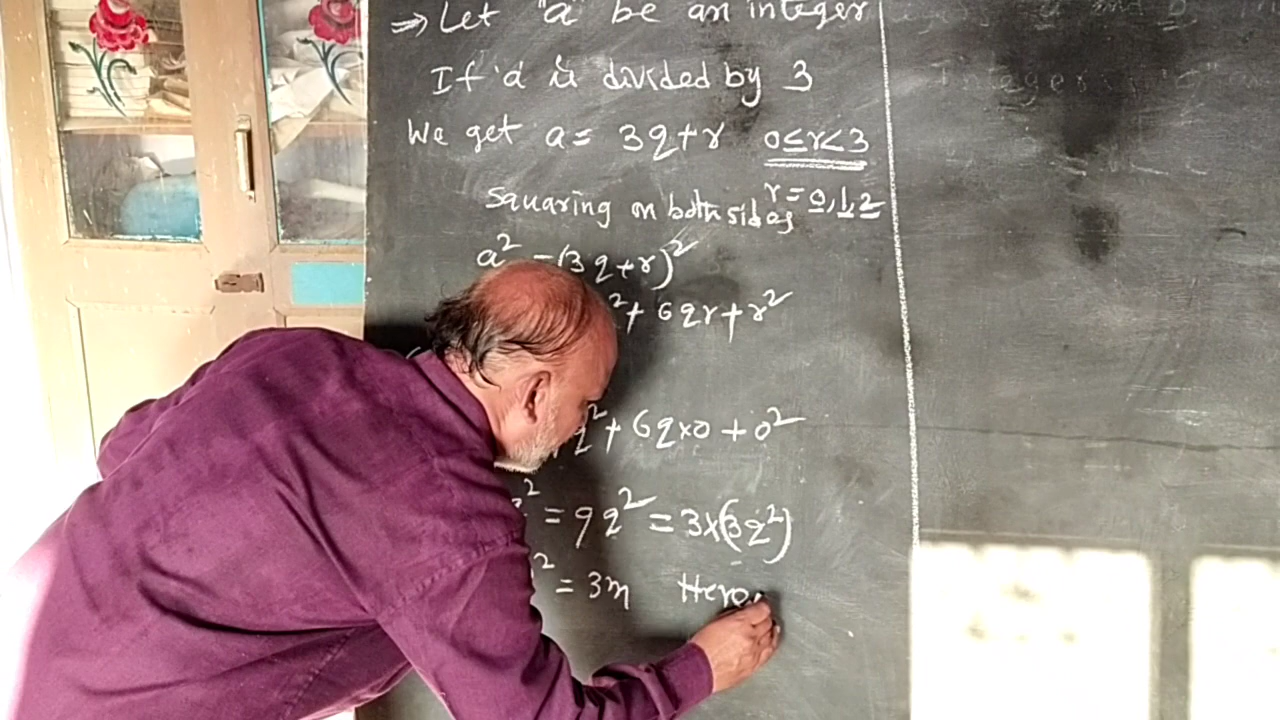 ⇒ Let "a" be an integer
If 'a' is divided by 3
We get a = 3q+r 0≤r<3
r = 0,1,2
Squaring on both sides
a² = (3q+r)²
²+ 6qr + r²
q² + 6q×0 + 0²
² = 9q² = 3×(3q²)
² = 3m Here